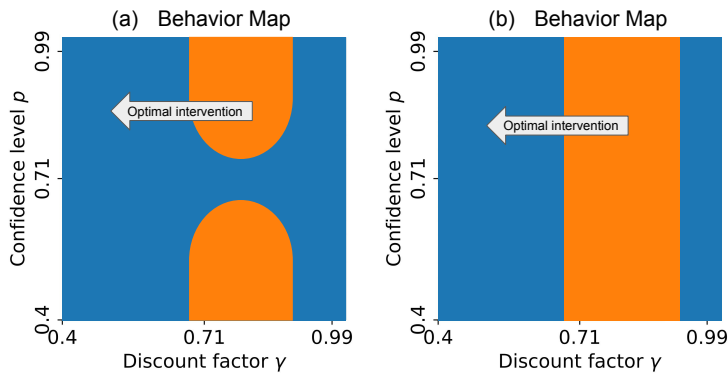 (a) Behavior Map
0.99
0.71
0.4
Confidence level p
Optimal intervention
0.4 0.71 0.99
Discount factor γ
(b) Behavior Map
0.99
0.71
0.4
Confidence level p
Optimal intervention
0.4 0.71 0.99
Discount factor γ